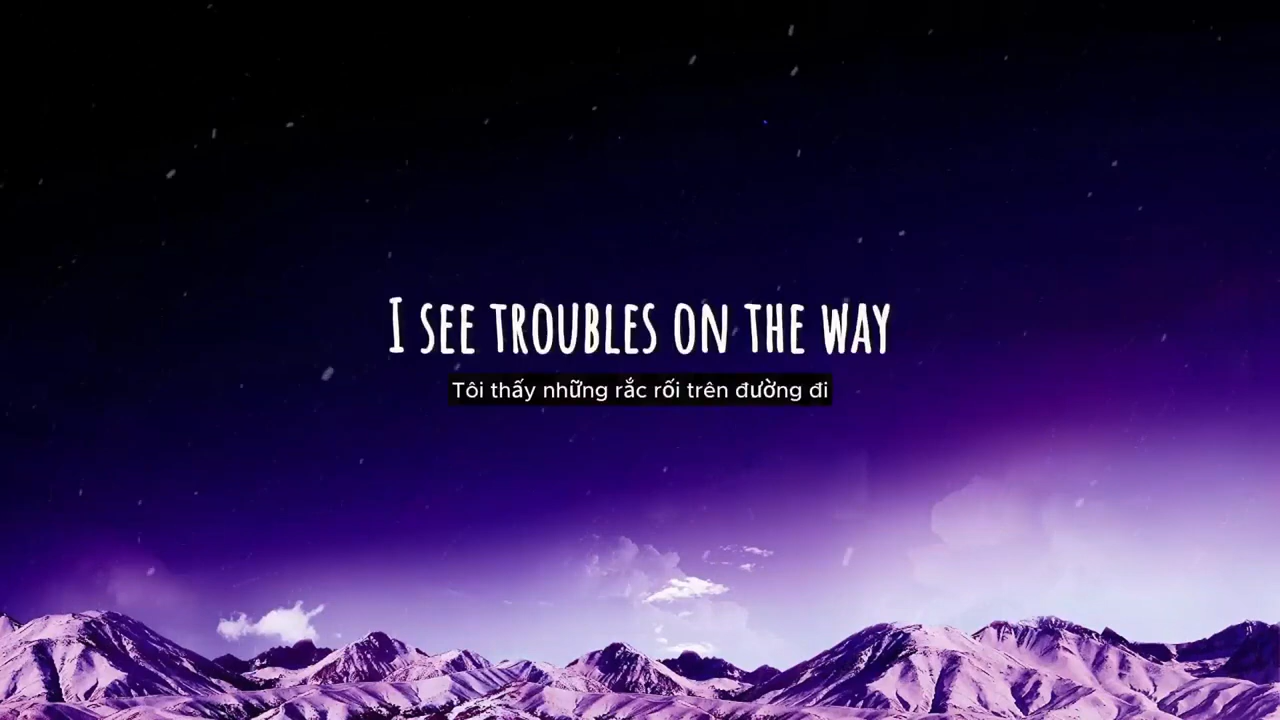 I SEE TROUBLES ON THE WAY
Tôi thấy những rắc rối trên đường đi